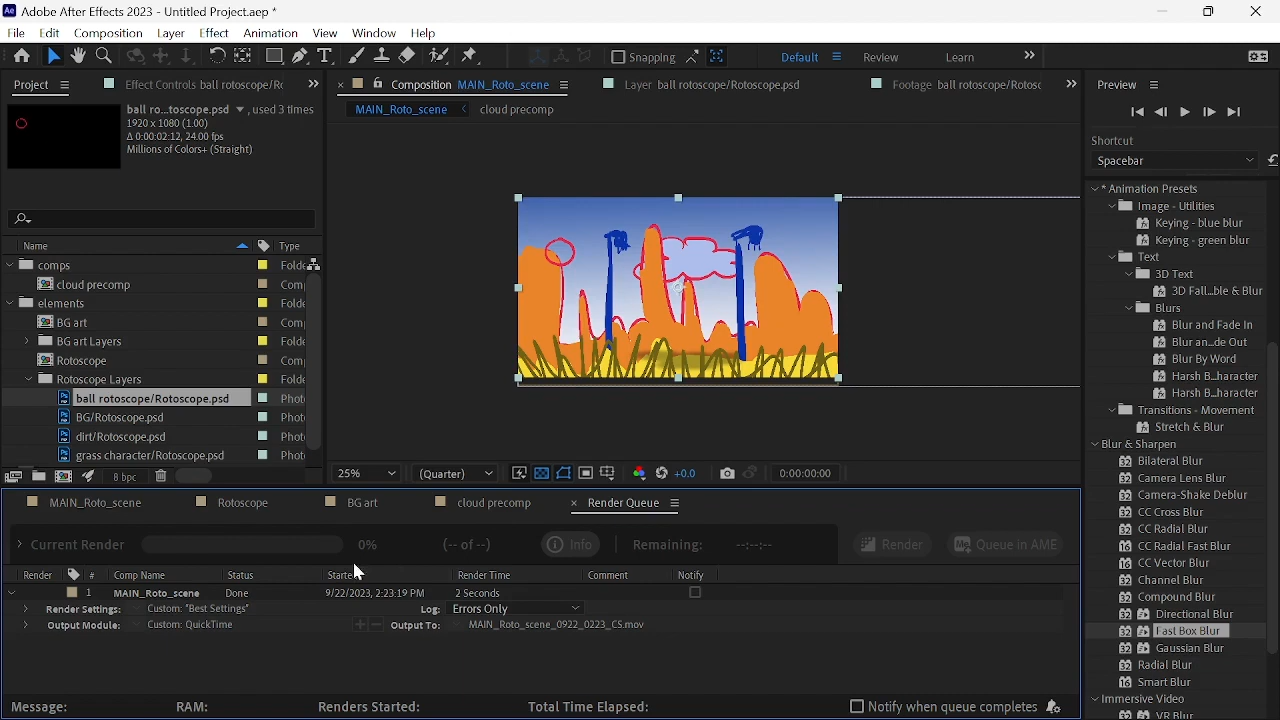 Adobe After Effects 2023 - Untitled Project.aep *
File Edit Composition Layer Effect Animation View Window Help
Snapping Default Review Learn
Project Effect Controls ball rotoscope/Ro
Composition MAIN_Roto_scene Layer ball rotoscope/Rotoscope.psd Footage ball rotoscope/Rotosc
Preview
ball ro...toscope.psd , used 3 times
1920 x 1080 (1.00)
Δ 0:00:02:12, 24.00 fps
Millions of Colors+ (Straight)
MAIN_Roto_scene cloud precomp
Shortcut
Spacebar
Name Type
comps Folde
cloud precomp Com
elements Folde
BG art Com
BG art Layers Folde
Rotoscope Com
Rotoscope Layers Folde
ball rotoscope/Rotoscope.psd Photo
BG/Rotoscope.psd Photo
dirt/Rotoscope.psd Photo
grass character/Rotoscope.psd Photo
8 bpc
25% (Quarter) +0.0 0:00:00:00
* Animation Presets
Image - Utilities
Keying - blue blur
Keying - green blur
Text
3D Text
3D Fall...ble & Blur
Blurs
Blur and Fade In
Blur an...de Out
Blur By Word
Harsh B...haracter
Harsh B...haracter
Transitions - Movement
Stretch & Blur
Blur & Sharpen
Bilateral Blur
Camera Lens Blur
Camera-Shake Deblur
CC Cross Blur
CC Radial Blur
CC Radial Fast Blur
CC Vector Blur
Channel Blur
Compound Blur
Directional Blur
Fast Box Blur
Gaussian Blur
Radial Blur
Smart Blur
Immersive Video
VR Blur
MAIN_Roto_scene Rotoscope BG art cloud precomp Render Queue
Current Render 0% (-- of --) Info Remaining: --:--:-- Render Queue in AME
Render # Comp Name Status Started Render Time Comment Notify
1 MAIN_Roto_scene Done 9/22/2023, 2:23:19 PM 2 Seconds
Render Settings: Custom: "Best Settings" Log: Errors Only
Output Module: Custom: QuickTime Output To: MAIN_Roto_scene_0922_0223_CS.mov
Message: RAM: Renders Started: Total Time Elapsed: Notify when queue completes